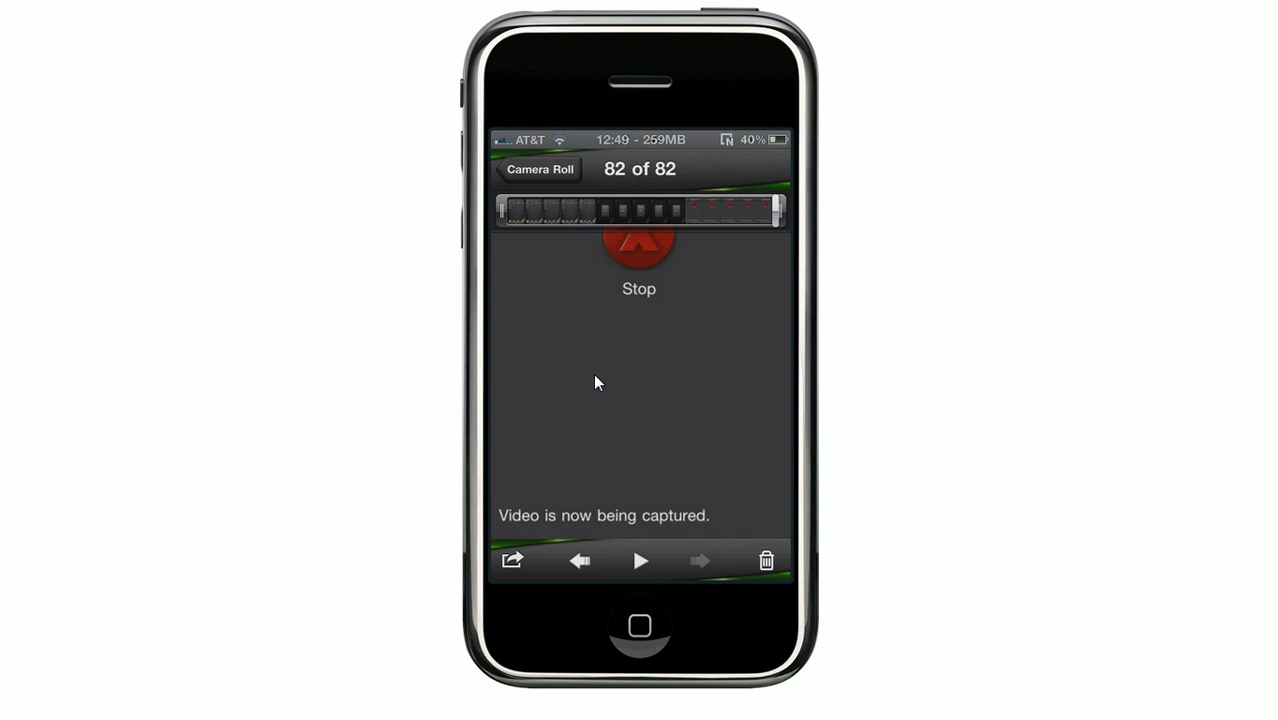 AT&T 12:49 - 259MB N 40%
Camera Roll 82 of 82
Stop
Video is now being captured.